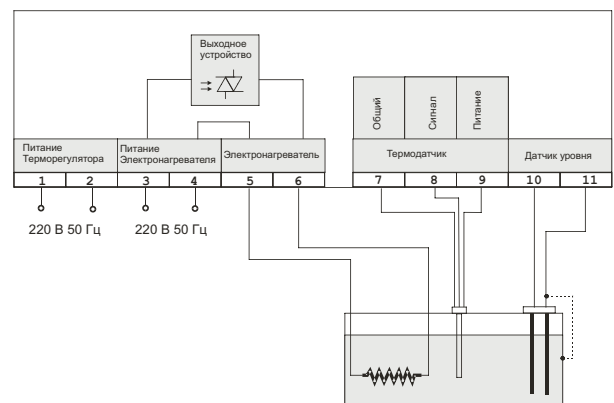 Выходное
устройство
Общий
Сигнал
Питание
Питание
Терморегулятора
Питание
Электронагревателя
Электронагреватель
Термодатчик
Датчик уровня
1 2 3 4 5 6 7 8 9 10 11
220 В 50 Гц 220 В 50 Гц